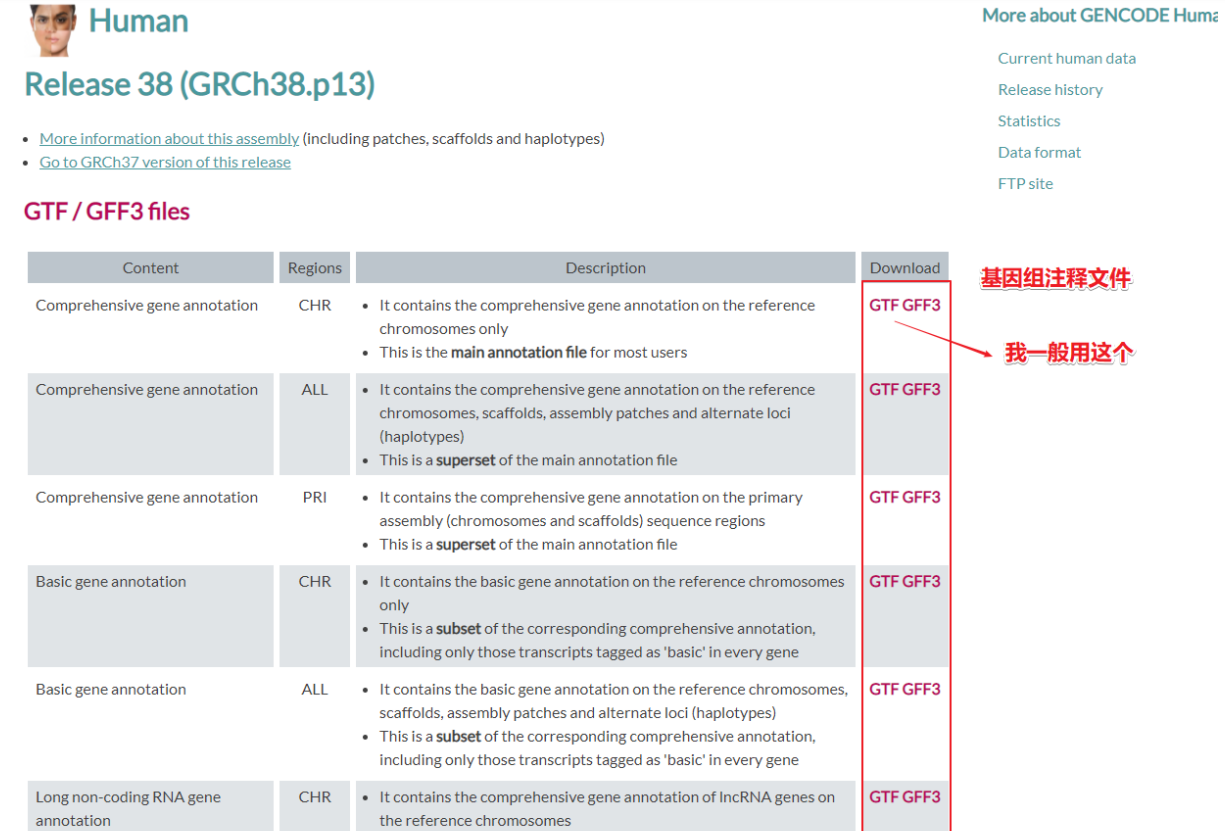 Human
More about GENCODE Huma
Current human data
Release history
Statistics
Data format
FTP site
Release 38 (GRCh38.p13)
More information about this assembly (including patches, scaffolds and haplotypes)
Go to GRCh37 version of this release
GTF / GFF3 files
Content Regions Description Download
基因组注释文件
Comprehensive gene annotation CHR • It contains the comprehensive gene annotation on the reference GTF GFF3
chromosomes only
• This is the main annotation file for most users
我一般用这个
Comprehensive gene annotation ALL • It contains the comprehensive gene annotation on the reference GTF GFF3
chromosomes, scaffolds, assembly patches and alternate loci
(haplotypes)
• This is a superset of the main annotation file
Comprehensive gene annotation PRI • It contains the comprehensive gene annotation on the primary GTF GFF3
assembly (chromosomes and scaffolds) sequence regions
• This is a superset of the main annotation file
Basic gene annotation CHR • It contains the basic gene annotation on the reference chromosomes GTF GFF3
only
• This is a subset of the corresponding comprehensive annotation,
including only those transcripts tagged as 'basic' in every gene
Basic gene annotation ALL • It contains the basic gene annotation on the reference chromosomes, GTF GFF3
scaffolds, assembly patches and alternate loci (haplotypes)
• This is a subset of the corresponding comprehensive annotation,
including only those transcripts tagged as 'basic' in every gene
Long non-coding RNA gene CHR • It contains the comprehensive gene annotation of lncRNA genes on GTF GFF3
annotation the reference chromosomes